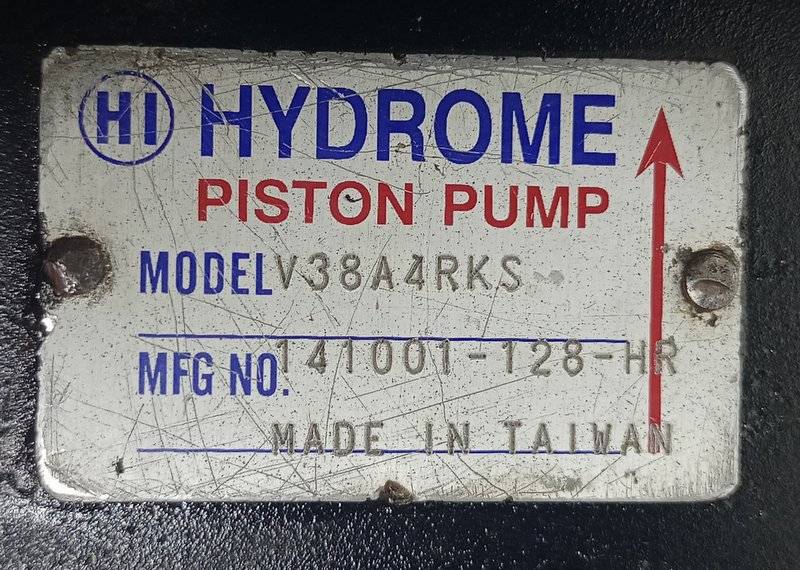 HI HYDROME
PISTON PUMP
MODEL V38A4RKS
MFG NO. 141001-128-HR
MADE IN TAIWAN